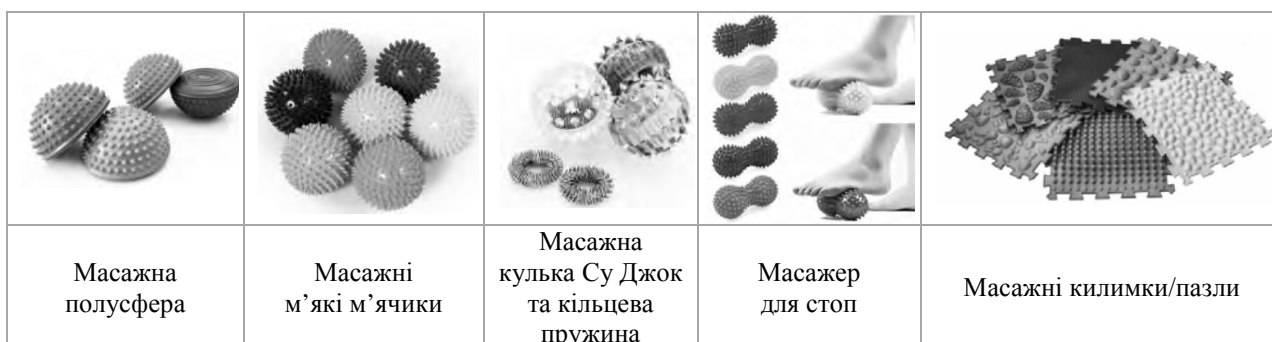 Масажна
полусфера
Масажні
м’які м’ячики
Масажна
кулька Су Джок
та кільцева
пружина
Масажер
для стоп
Масажні килимки/пазли